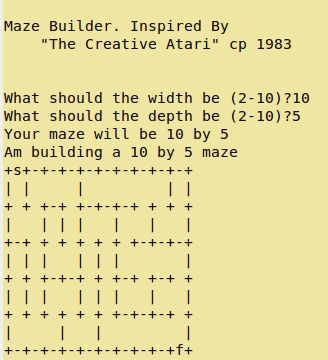 Maze Builder. Inspired By
    "The Creative Atari" cp 1983
What should the width be (2-10)?10
What should the depth be (2-10)?5
Your maze will be 10 by 5
Am building a 10 by 5 maze
+s+-+-+-+-+-+-+-+-+-+
| |     |         | |
+ + +-+ +-+-+-+ + + +
|   | | |   |   |   |
+-+ + + + + + +-+-+-+
| | |   | | |       |
+ + +-+-+ + + +-+ +-+ +
| | |   | | |   |   |
+ + + + + + +-+-+-+ +
|     |   |         |
+-+-+-+-+-+-+-+-+-+f+